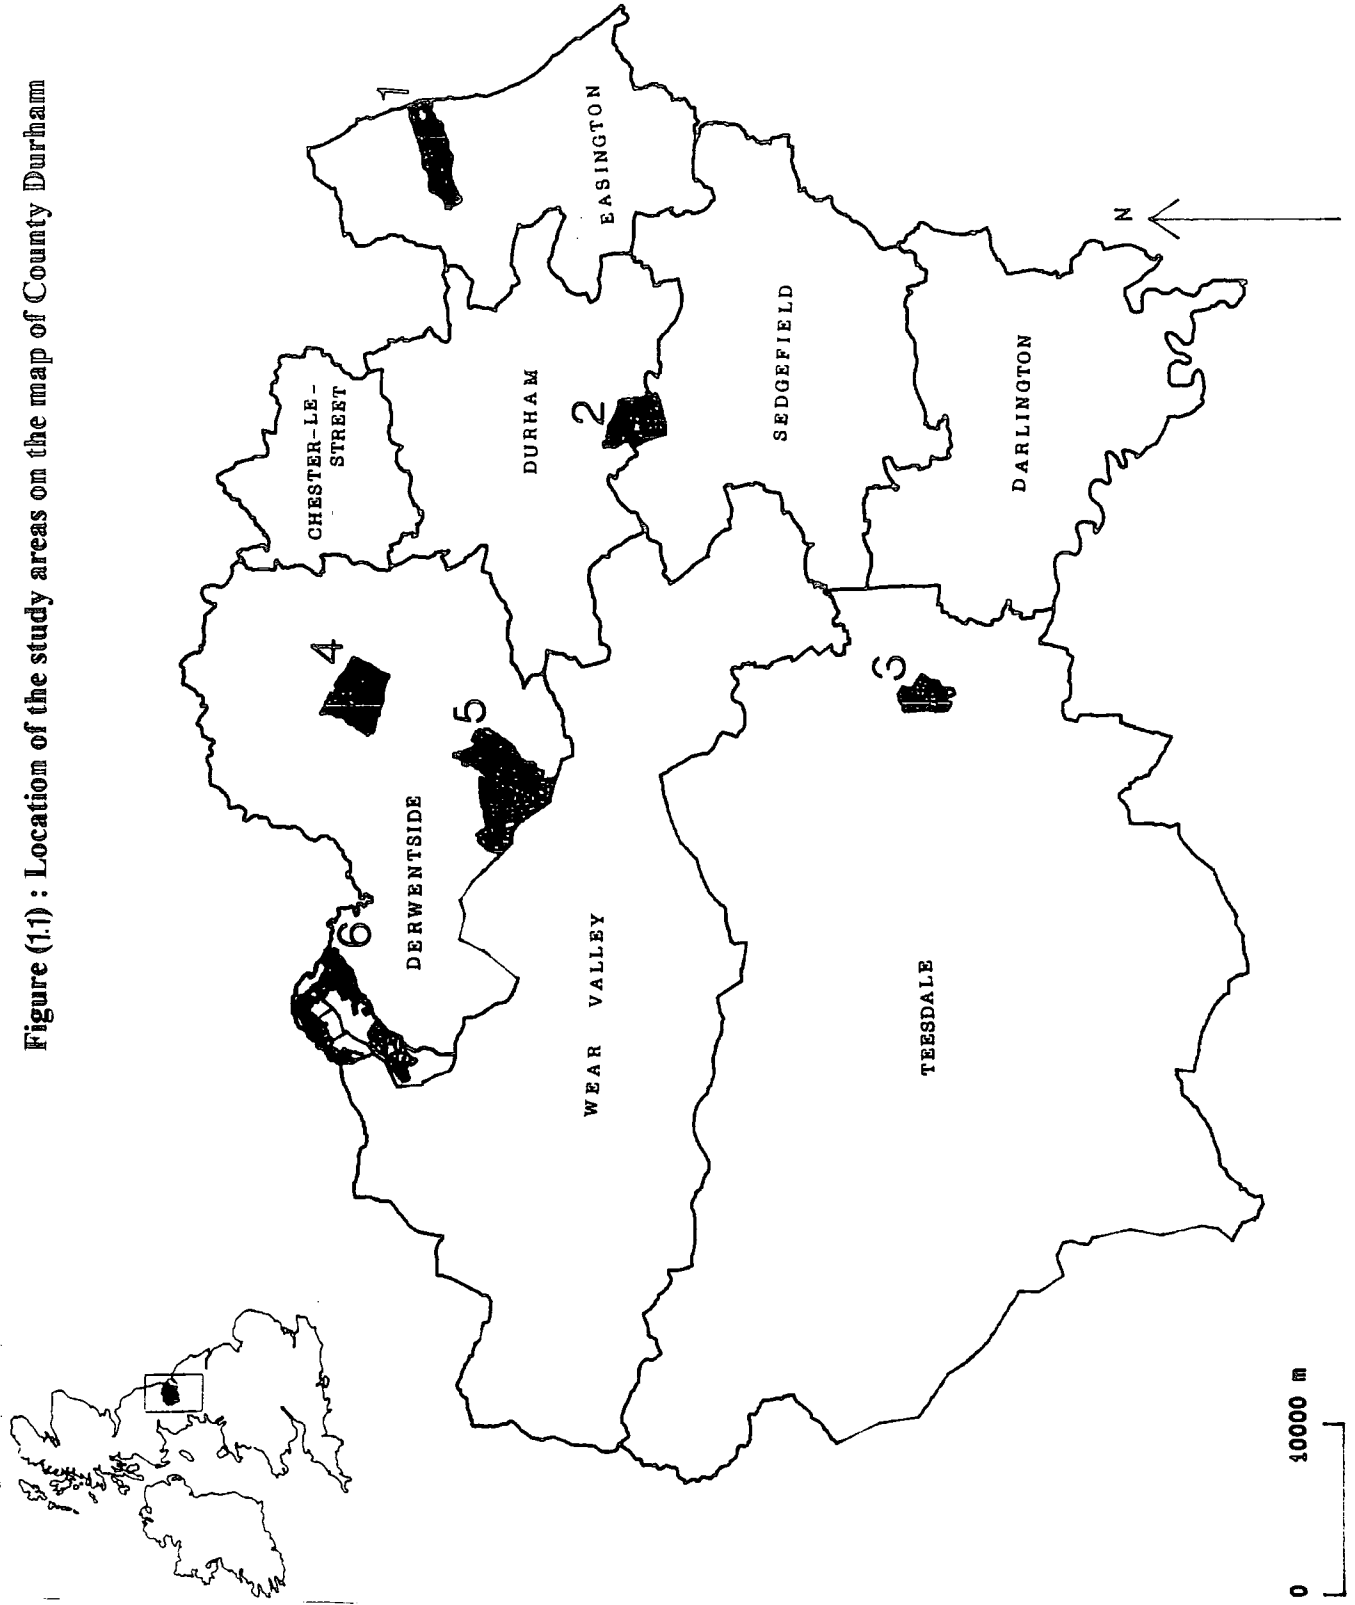 Figure (1.1) : Location of the study areas on the map of County Durham
1
EASINGTON
CHESTER-LE-
STREET
DURHAM
2
SEDGEFIELD
DARLINGTON
N
4
5
3
DERWENTSIDE
6
WEAR VALLEY
TEESDALE
0 10000 m